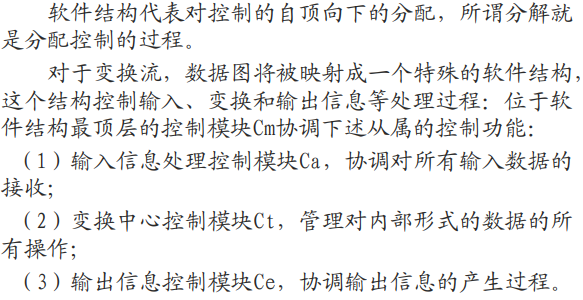 软件结构代表对控制的自顶向下的分配，所谓分解就
是分配控制的过程。
对于变换流，数据图将被映射成一个特殊的软件结构，
这个结构控制输入、变换和输出信息等处理过程：位于软
件结构最顶层的控制模块Cm协调下述从属的控制功能：
（1）输入信息处理控制模块Ca，协调对所有输入数据的
接收；
（2）变换中心控制模块Ct，管理对内部形式的数据的所
有操作；
（3）输出信息控制模块Ce，协调输出信息的产生过程。